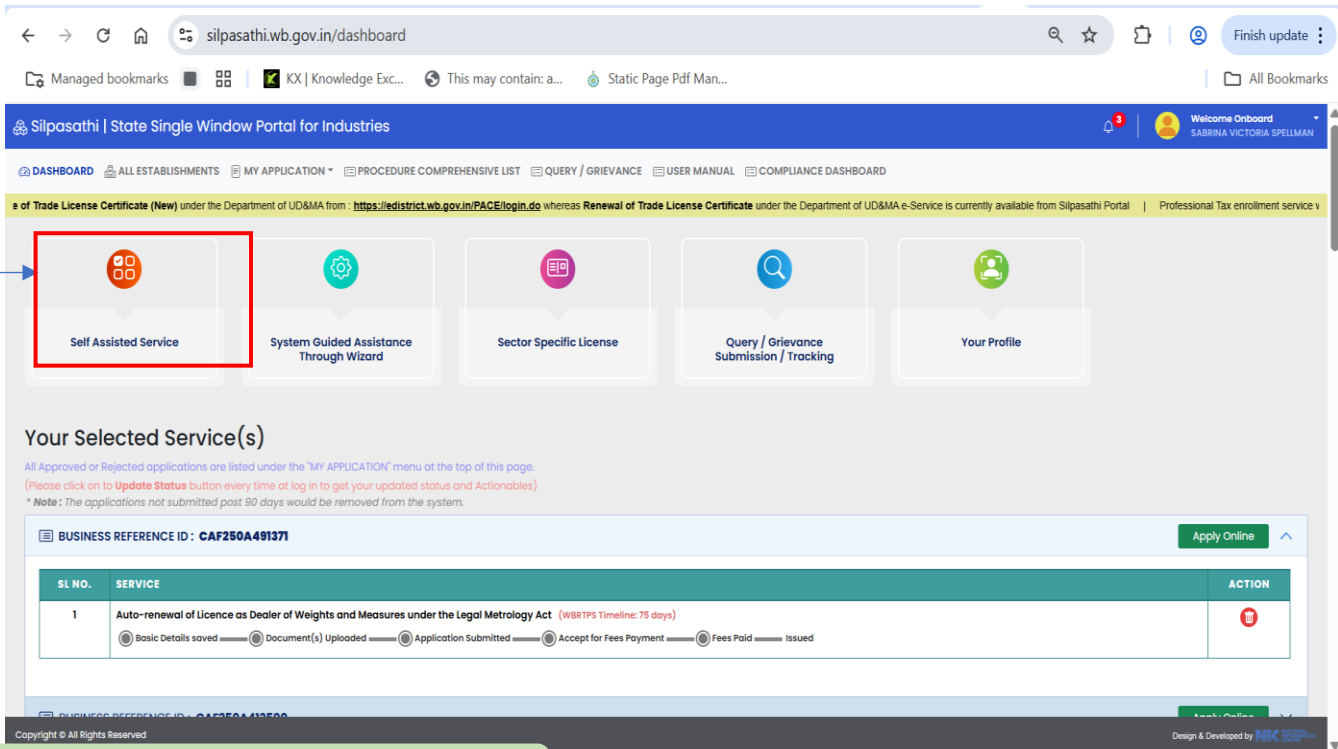 silpasathi.wb.gov.in/dashboard
Finish update
Managed bookmarks
KX | Knowledge Exc...
This may contain: a...
Static Page Pdf Man...
All Bookmarks
Silpasathi | State Single Window Portal for Industries
3
Welcome Onboard
SABRINA VICTORIA SPELLMAN
DASHBOARD
ALL ESTABLISHMENTS
MY APPLICATION
PROCEDURE COMPREHENSIVE LIST
QUERY / GRIEVANCE
USER MANUAL
COMPLIANCE DASHBOARD
e of Trade License Certificate (New) under the Department of UD&MA from : https://edistrict.wb.gov.in/PACE/login.do whereas Renewal of Trade License Certificate under the Department of UD&MA e-Service is currently available from Silpasathi Portal | Professional Tax enrollment service v
Self Assisted Service
System Guided Assistance
Through Wizard
Sector Specific License
Query / Grievance
Submission / Tracking
Your Profile
Your Selected Service(s)
All Approved or Rejected applications are listed under the "MY APPLICATION" menu at the top of this page.
(Please click on to Update Status button every time at log in to get your updated status and Actionables)
* Note : The applications not submitted post 90 days would be removed from the system.
BUSINESS REFERENCE ID : CAF250A491371
Apply Online
SL NO.
SERVICE
ACTION
1
Auto-renewal of Licence as Dealer of Weights and Measures under the Legal Metrology Act (WBRTPS Timeline: 75 days)
Basic Details saved
Document(s) Uploaded
Application Submitted
Accept for Fees Payment
Fees Paid
Issued
BUSINESS REFERENCE ID :
Apply Online
Copyright © All Rights Reserved
Design & Developed by NIC